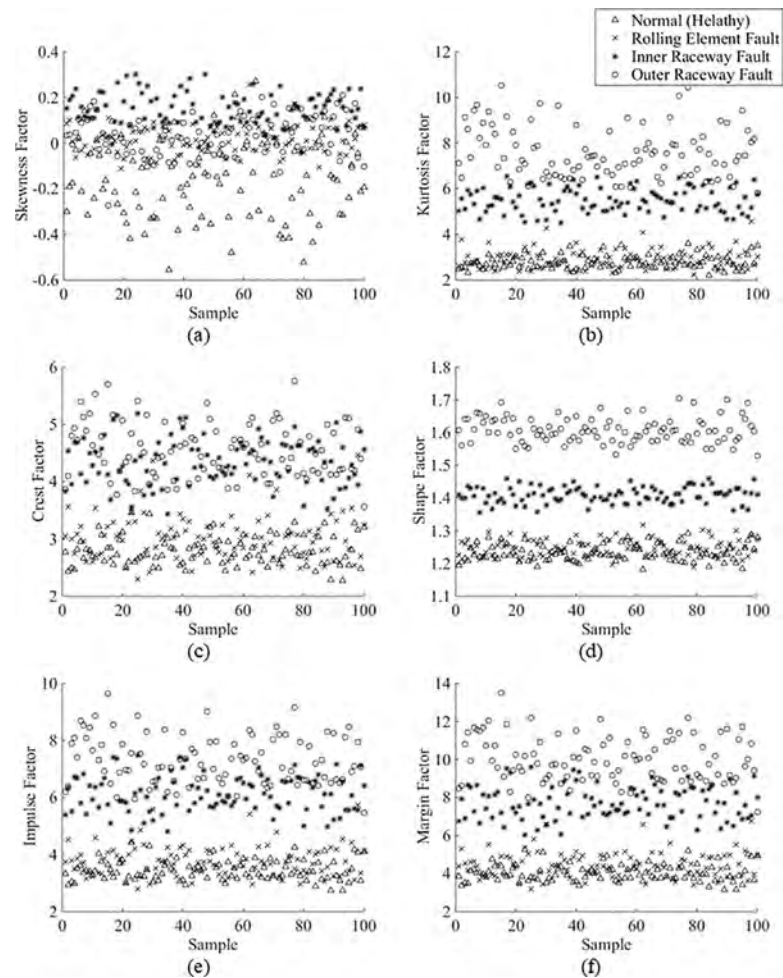 Normal (Helathy)
Rolling Element Fault
Inner Raceway Fault
Outer Raceway Fault
0.4
0.2
0
-0.2
-0.4
-0.6
Skewness Factor
0 20 40 60 80 100
Sample
(a)
12
10
8
6
4
2
Kurtosis Factor
0 20 40 60 80 100
Sample
(b)
6
5
4
3
2
Crest Factor
0 20 40 60 80 100
Sample
(c)
1.8
1.7
1.6
1.5
1.4
1.3
1.2
1.1
Shape Factor
0 20 40 60 80 100
Sample
(d)
10
8
6
4
2
Impulse Factor
0 20 40 60 80 100
Sample
(e)
14
12
10
8
6
4
2
Margin Factor
0 20 40 60 80 100
Sample
(f)